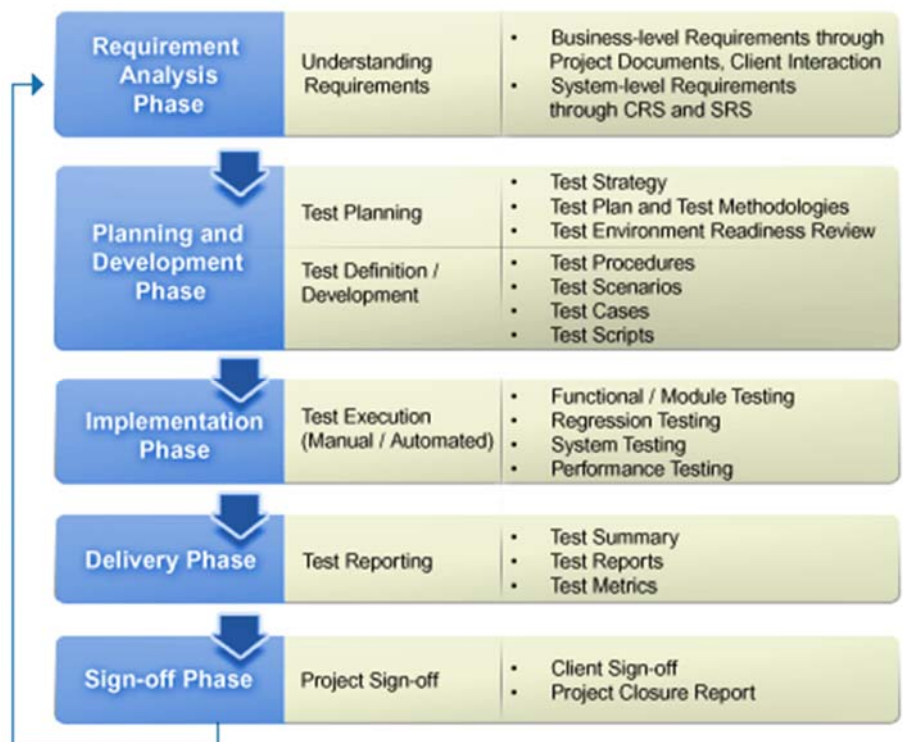 Requirement
Analysis
Phase
Understanding
Requirements
• Business-level Requirements through
Project Documents, Client Interaction
• System-level Requirements
through CRS and SRS
Planning and
Development
Phase
Test Planning
• Test Strategy
• Test Plan and Test Methodologies
• Test Environment Readiness Review
Test Definition /
Development
• Test Procedures
• Test Scenarios
• Test Cases
• Test Scripts
Implementation
Phase
Test Execution
(Manual / Automated)
• Functional / Module Testing
• Regression Testing
• System Testing
• Performance Testing
Delivery Phase
Test Reporting
• Test Summary
• Test Reports
• Test Metrics
Sign-off Phase
Project Sign-off
• Client Sign-off
• Project Closure Report